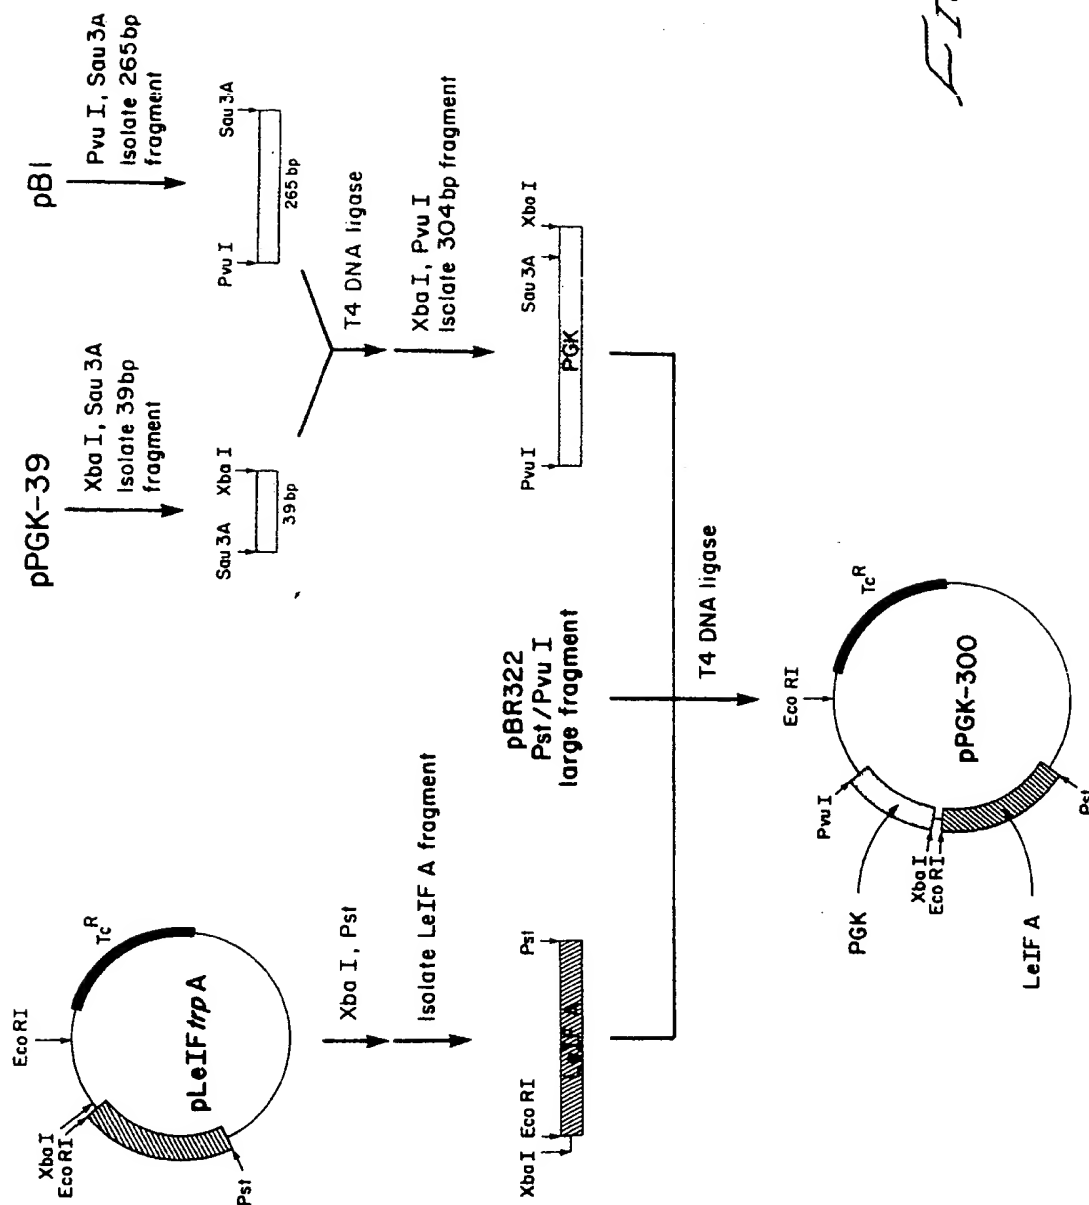 pPGK-39
Xba I, Sau 3A
Isolate 39bp
fragment
Sau 3A
Xba I
39 bp
pBI
Pvu I, Sau 3A
Isolate 265bp
fragment
Pvu I
Sau 3A
265 bp
T4 DNA ligase
Xba I, Pvu I
Isolate 304bp fragment
Pvu I
Sau 3A
Xba I
PGK
Eco RI
Tc R
Xba I
Eco RI
pLeIF trp A
Pst
Xba I, Pst
Isolate LeIF A fragment
Xba I
Eco RI
Pst
LeIF A
pBR322
Pst/Pvu I
large fragment
T4 DNA ligase
Eco RI
Tc R
Pvu I
PGK
Xba I
Eco RI
pPGK-300
LeIF A
Pst